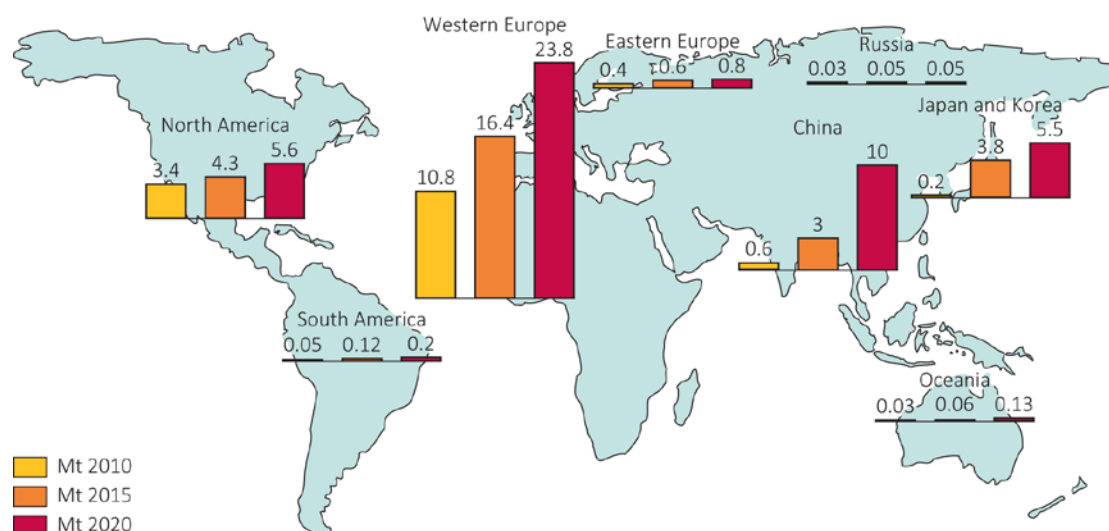 Western Europe
23.8
16.4
10.8
Eastern Europe
0.4 0.6 0.8
Russia
0.03 0.05 0.05
North America
3.4 4.3 5.6
China
0.6 3 10
Japan and Korea
0.2 3.8 5.5
South America
0.05 0.12 0.2
Oceania
0.03 0.06 0.13
Mt 2010
Mt 2015
Mt 2020